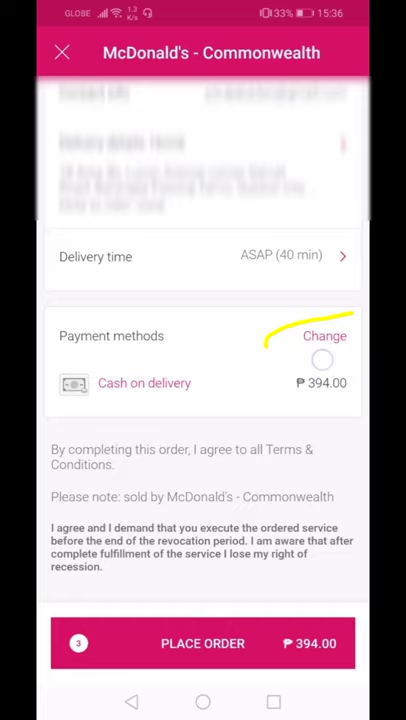 GLOBE 1.3 K/s 33% 15:36
McDonald's - Commonwealth
Delivery time ASAP (40 min)
Payment methods Change
Cash on delivery ₱ 394.00
By completing this order, I agree to all Terms &
Conditions.
Please note: sold by McDonald's - Commonwealth
I agree and I demand that you execute the ordered service
before the end of the revocation period. I am aware that after
complete fulfillment of the service I lose my right of
recession.
3 PLACE ORDER ₱ 394.00